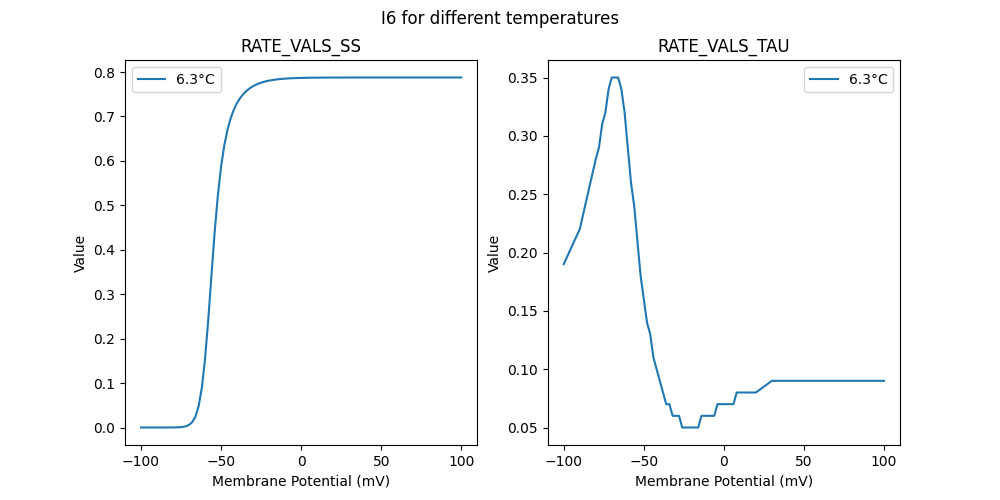 I6 for different temperatures
RATE_VALS_SS
6.3°C
0.8
0.7
0.6
0.5
0.4
0.3
0.2
0.1
0.0
Value
−100
−50
0
50
100
Membrane Potential (mV)
RATE_VALS_TAU
6.3°C
0.35
0.30
0.25
0.20
0.15
0.10
0.05
Value
−100
−50
0
50
100
Membrane Potential (mV)